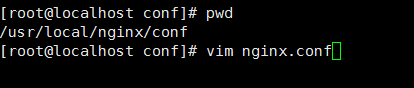 [root@localhost conf]# pwd
/usr/local/nginx/conf
[root@localhost conf]# vim nginx.conf